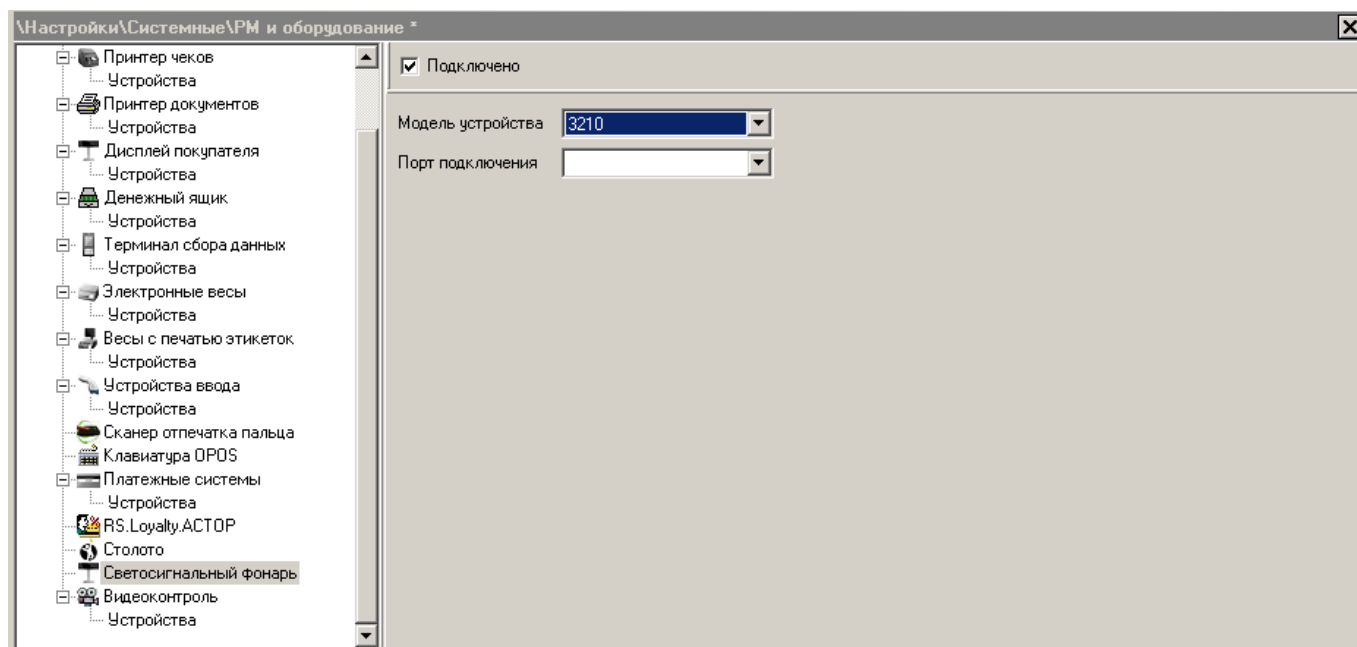 \Настройки\Системные\РМ и оборудование *
Принтер чеков
Устройства
Принтер документов
Устройства
Дисплей покупателя
Устройства
Денежный ящик
Устройства
Терминал сбора данных
Устройства
Электронные весы
Устройства
Весы с печатью этикеток
Устройства
Устройства ввода
Устройства
Сканер отпечатка пальца
Клавиатура OPOS
Платежные системы
Устройства
RS.Loyalty.АСТОР
Столото
Светосигнальный фонарь
Видеоконтроль
Устройства
Подключено
Модель устройства 3210
Порт подключения